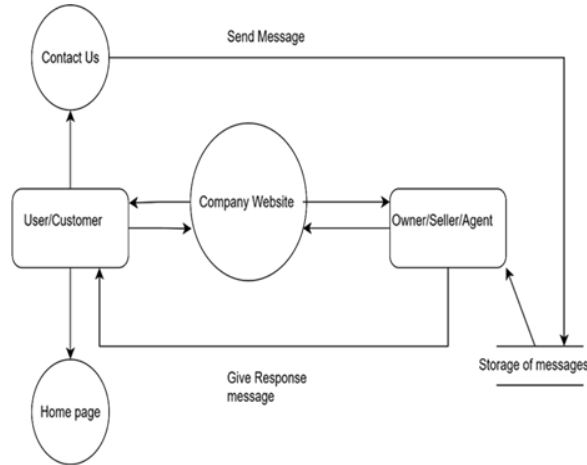 Send Message
Contact Us
Company Website
User/Customer
Owner/Seller/Agent
Storage of messages
Give Response
message
Home page